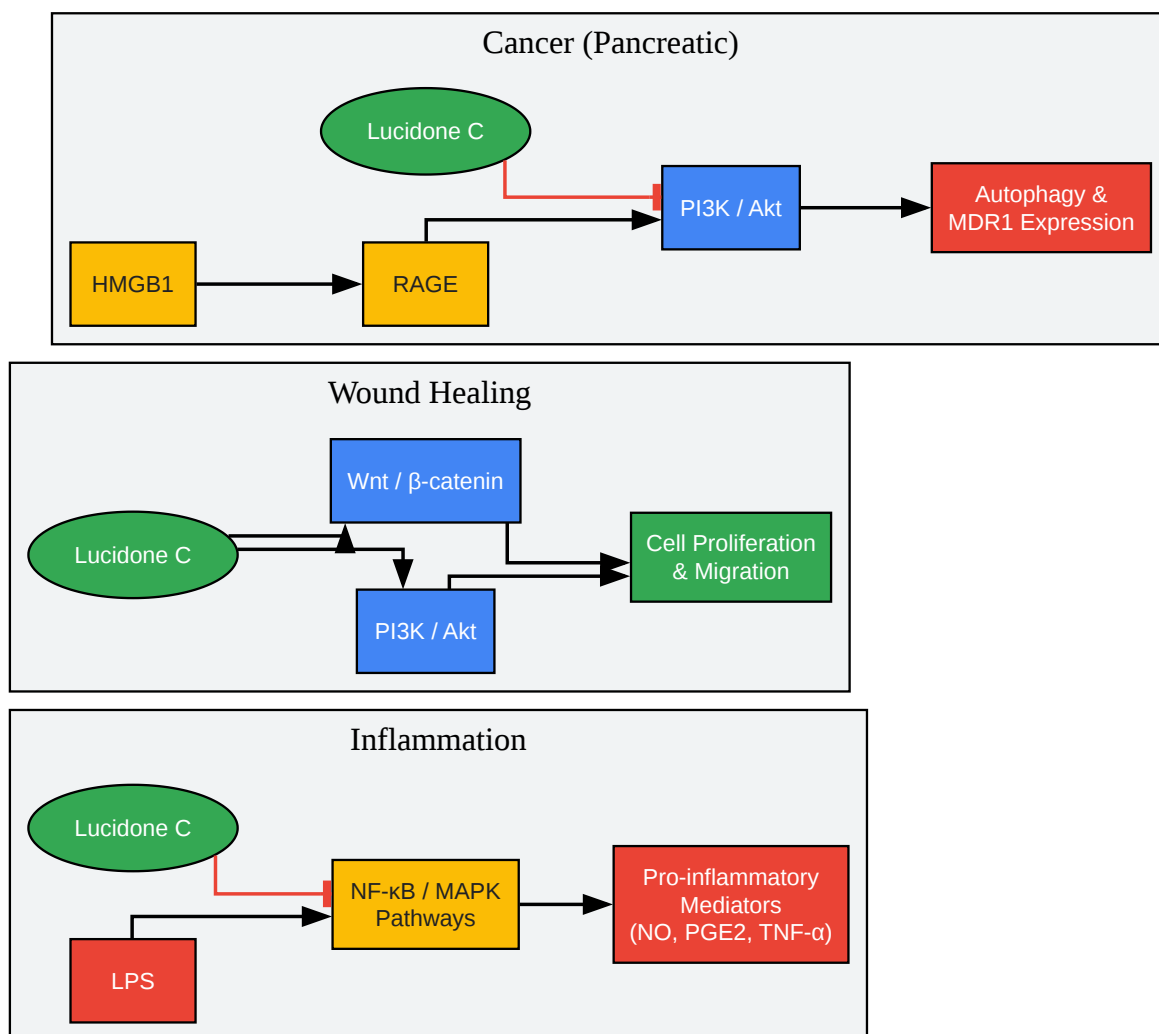 Cancer (Pancreatic)
Lucidone C
PI3K / Akt
Autophagy &
MDR1 Expression
HMGB1
RAGE
Wound Healing
Wnt / β-catenin
Lucidone C
Cell Proliferation
& Migration
PI3K / Akt
Inflammation
Lucidone C
NF-κB / MAPK
Pathways
Pro-inflammatory
Mediators
(NO, PGE2, TNF-α)
LPS